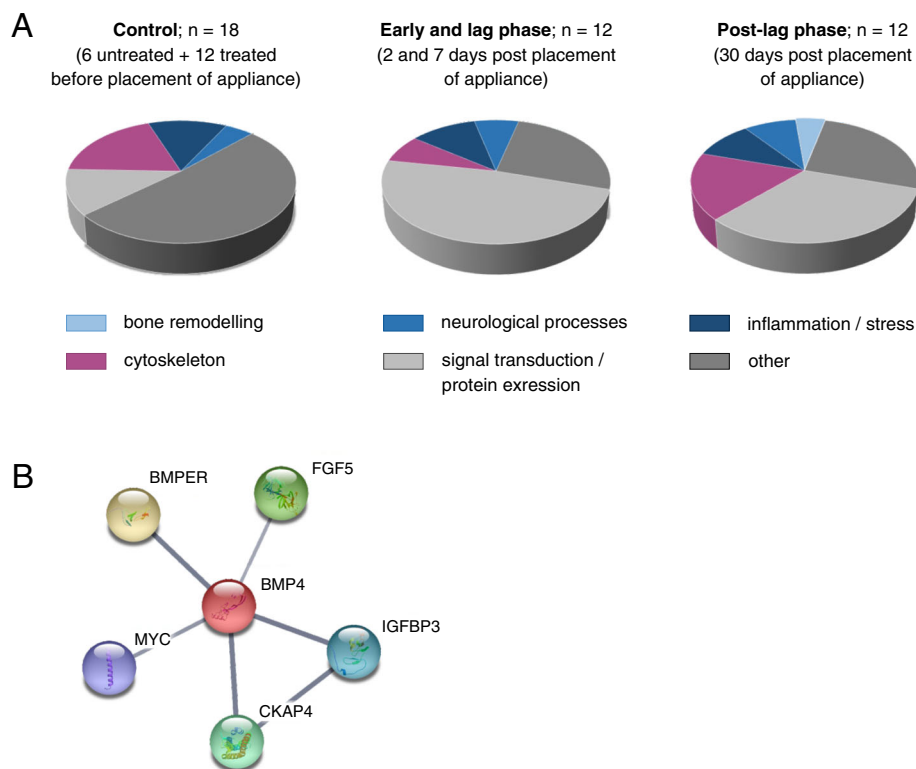 A
Control; n = 18
(6 untreated + 12 treated
before placement of appliance)
Early and lag phase; n = 12
(2 and 7 days post placement
of appliance)
Post-lag phase; n = 12
(30 days post placement
of appliance)
bone remodelling
neurological processes
inflammation / stress
cytoskeleton
signal transduction /
protein exression
other
B
BMPER
FGF5
BMP4
IGFBP3
MYC
CKAP4